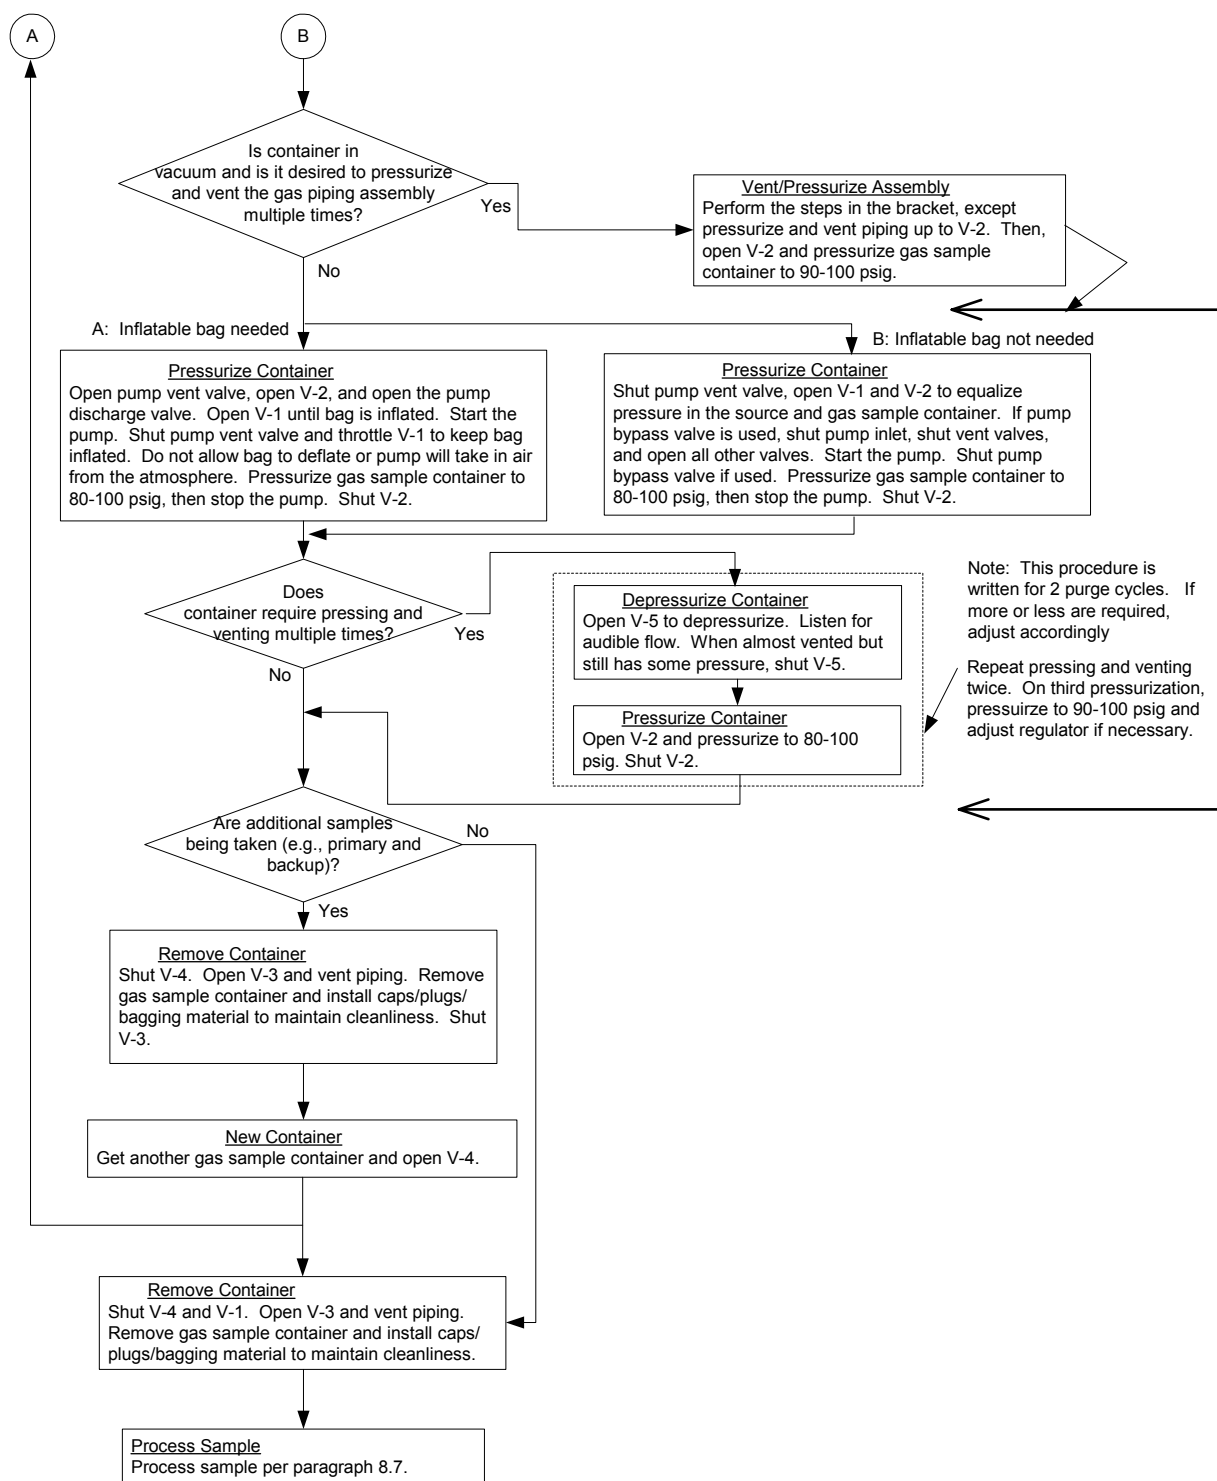 A
B
Is container in
vacuum and is it desired to pressurize
and vent the gas piping assembly
multiple times?
Yes
No
Vent/Pressurize Assembly
Perform the steps in the bracket, except
pressurize and vent piping up to V-2. Then,
open V-2 and pressurize gas sample
container to 90-100 psig.
A: Inflatable bag needed
B: Inflatable bag not needed
Pressurize Container
Open pump vent valve, open V-2, and open the pump
discharge valve. Open V-1 until bag is inflated. Start the
pump. Shut pump vent valve and throttle V-1 to keep bag
inflated. Do not allow bag to deflate or pump will take in air
from the atmosphere. Pressurize gas sample container to
80-100 psig, then stop the pump. Shut V-2.
Pressurize Container
Shut pump vent valve, open V-1 and V-2 to equalize
pressure in the source and gas sample container. If pump
bypass valve is used, shut pump inlet, shut vent valves,
and open all other valves. Start the pump. Shut pump
bypass valve if used. Pressurize gas sample container to
80-100 psig, then stop the pump. Shut V-2.
Does
container require pressing and
venting multiple times?
Yes
No
Depressurize Container
Open V-5 to depressurize. Listen for
audible flow. When almost vented but
still has some pressure, shut V-5.
Pressurize Container
Open V-2 and pressurize to 80-100
psig. Shut V-2.
Note: This procedure is
written for 2 purge cycles. If
more or less are required,
adjust accordingly
Repeat pressing and venting
twice. On third pressurization,
pressuirze to 90-100 psig and
adjust regulator if necessary.
Are additional samples
being taken (e.g., primary and
backup)?
No
Yes
Remove Container
Shut V-4. Open V-3 and vent piping. Remove
gas sample container and install caps/plugs/
bagging material to maintain cleanliness. Shut
V-3.
New Container
Get another gas sample container and open V-4.
Remove Container
Shut V-4 and V-1. Open V-3 and vent piping.
Remove gas sample container and install caps/
plugs/bagging material to maintain cleanliness.
Process Sample
Process sample per paragraph 8.7.